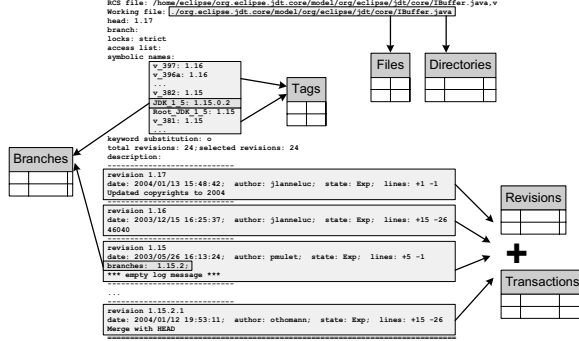 RCS file: /home/eclipse/org.eclipse.jdt.core/model/org/eclipse/jdt/core/IBuffer.java,v
Working file: ./org.eclipse.jdt.core/model/org/eclipse/jdt/core/IBuffer.java
head: 1.17
branch:
locks: strict
access list:
symbolic names:
v_397: 1.16
v_396a: 1.16
...
v_382: 1.15
JDK_1_5: 1.15.0.2
Root_JDK_1_5: 1.15
v_381: 1.15
...
Files
Directories
Tags
keyword substitution: o
total revisions: 24;selected revisions: 24
description:
----------------------------
Branches
revision 1.17
date: 2004/01/13 15:48:42; author: jlanneluc; state: Exp; lines: +1 -1
Updated copyrights to 2004
----------------------------
Revisions
revision 1.16
date: 2003/12/15 16:25:37; author: jlanneluc; state: Exp; lines: +15 -26
46040
----------------------------
revision 1.15
date: 2003/05/26 16:13:24; author: pmulet; state: Exp; lines: +5 -1
branches: 1.15.2;
*** empty log message ***
----------------------------
+
Transactions
...
----------------------------
revision 1.15.2.1
date: 2004/01/12 19:53:11; author: othomann; state: Exp; lines: +15 -26
Merge with HEAD
=============================================================================